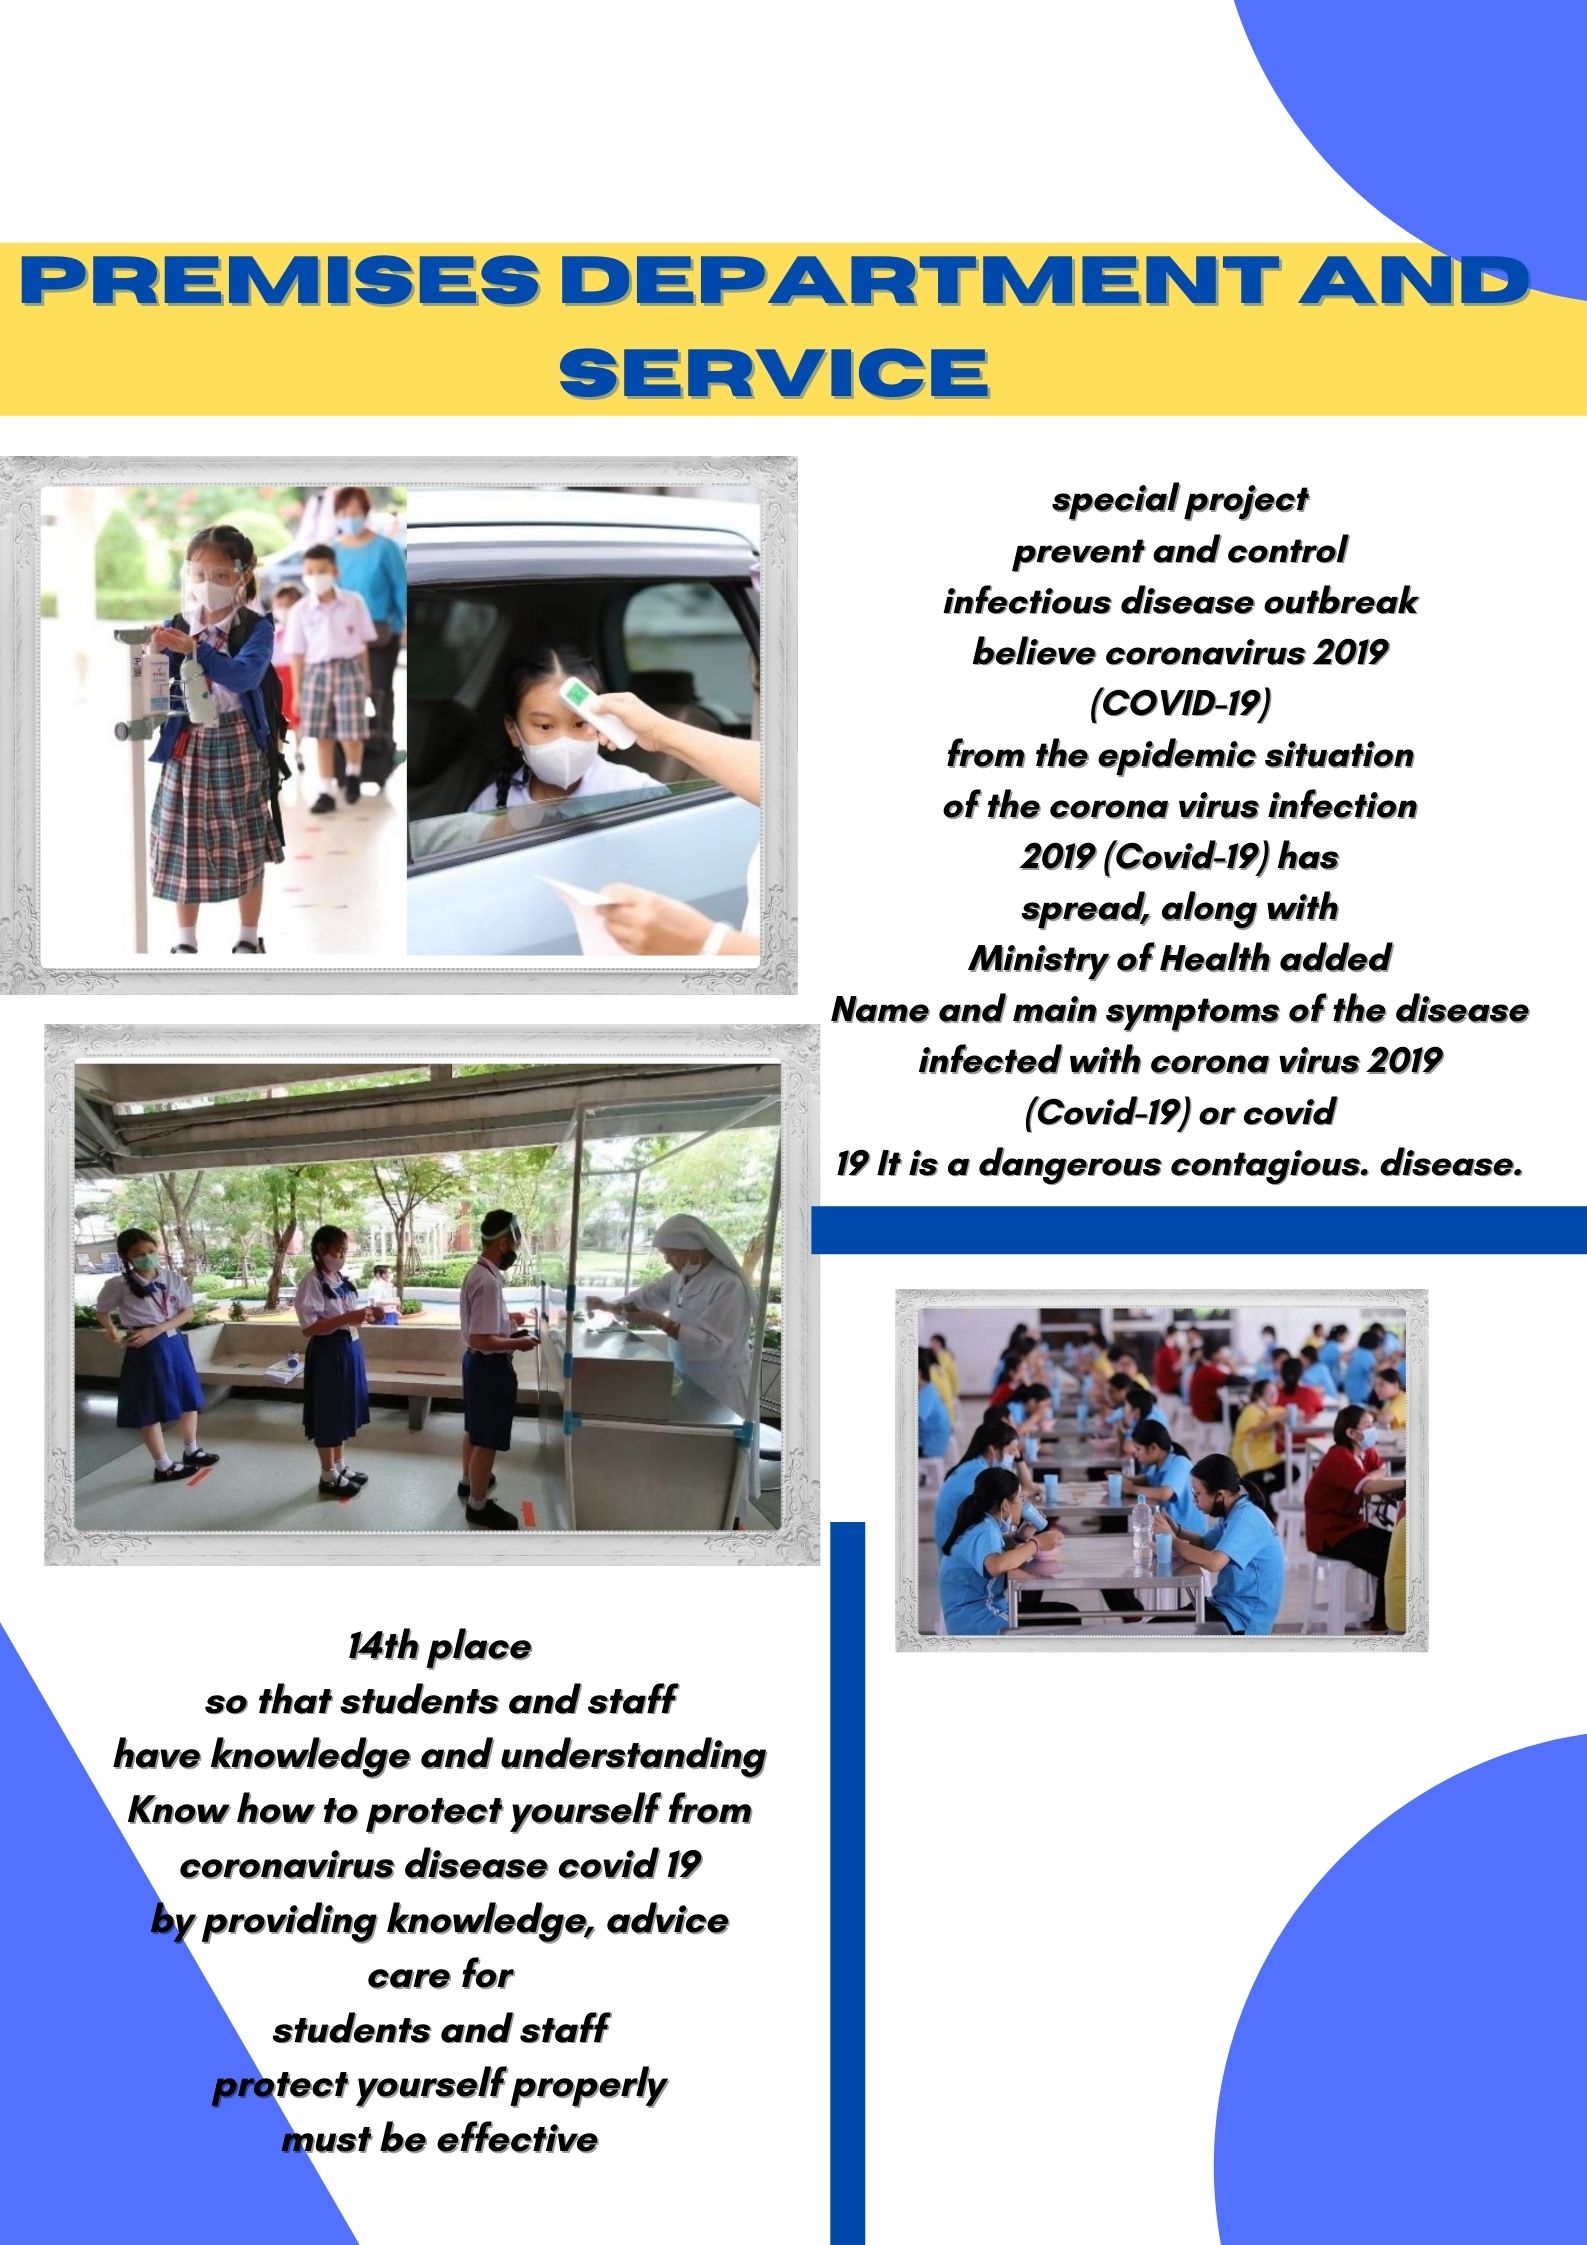 PREMISES DEPARTMENT AND
SERVICE
special project
prevent and control
infectious disease outbreak
believe coronavirus 2019
(COVID-19)
from the epidemic situation
of the corona virus infection
2019 (Covid-19) has
spread, along with
Ministry of Health added
Name and main symptoms of the disease
infected with corona virus 2019
(Covid-19) or covid
19 It is a dangerous contagious. disease.
14th place
so that students and staff
have knowledge and understanding
Know how to protect yourself from
coronavirus disease covid 19
by providing knowledge, advice
care for
students and staff
protect yourself properly
must be effective